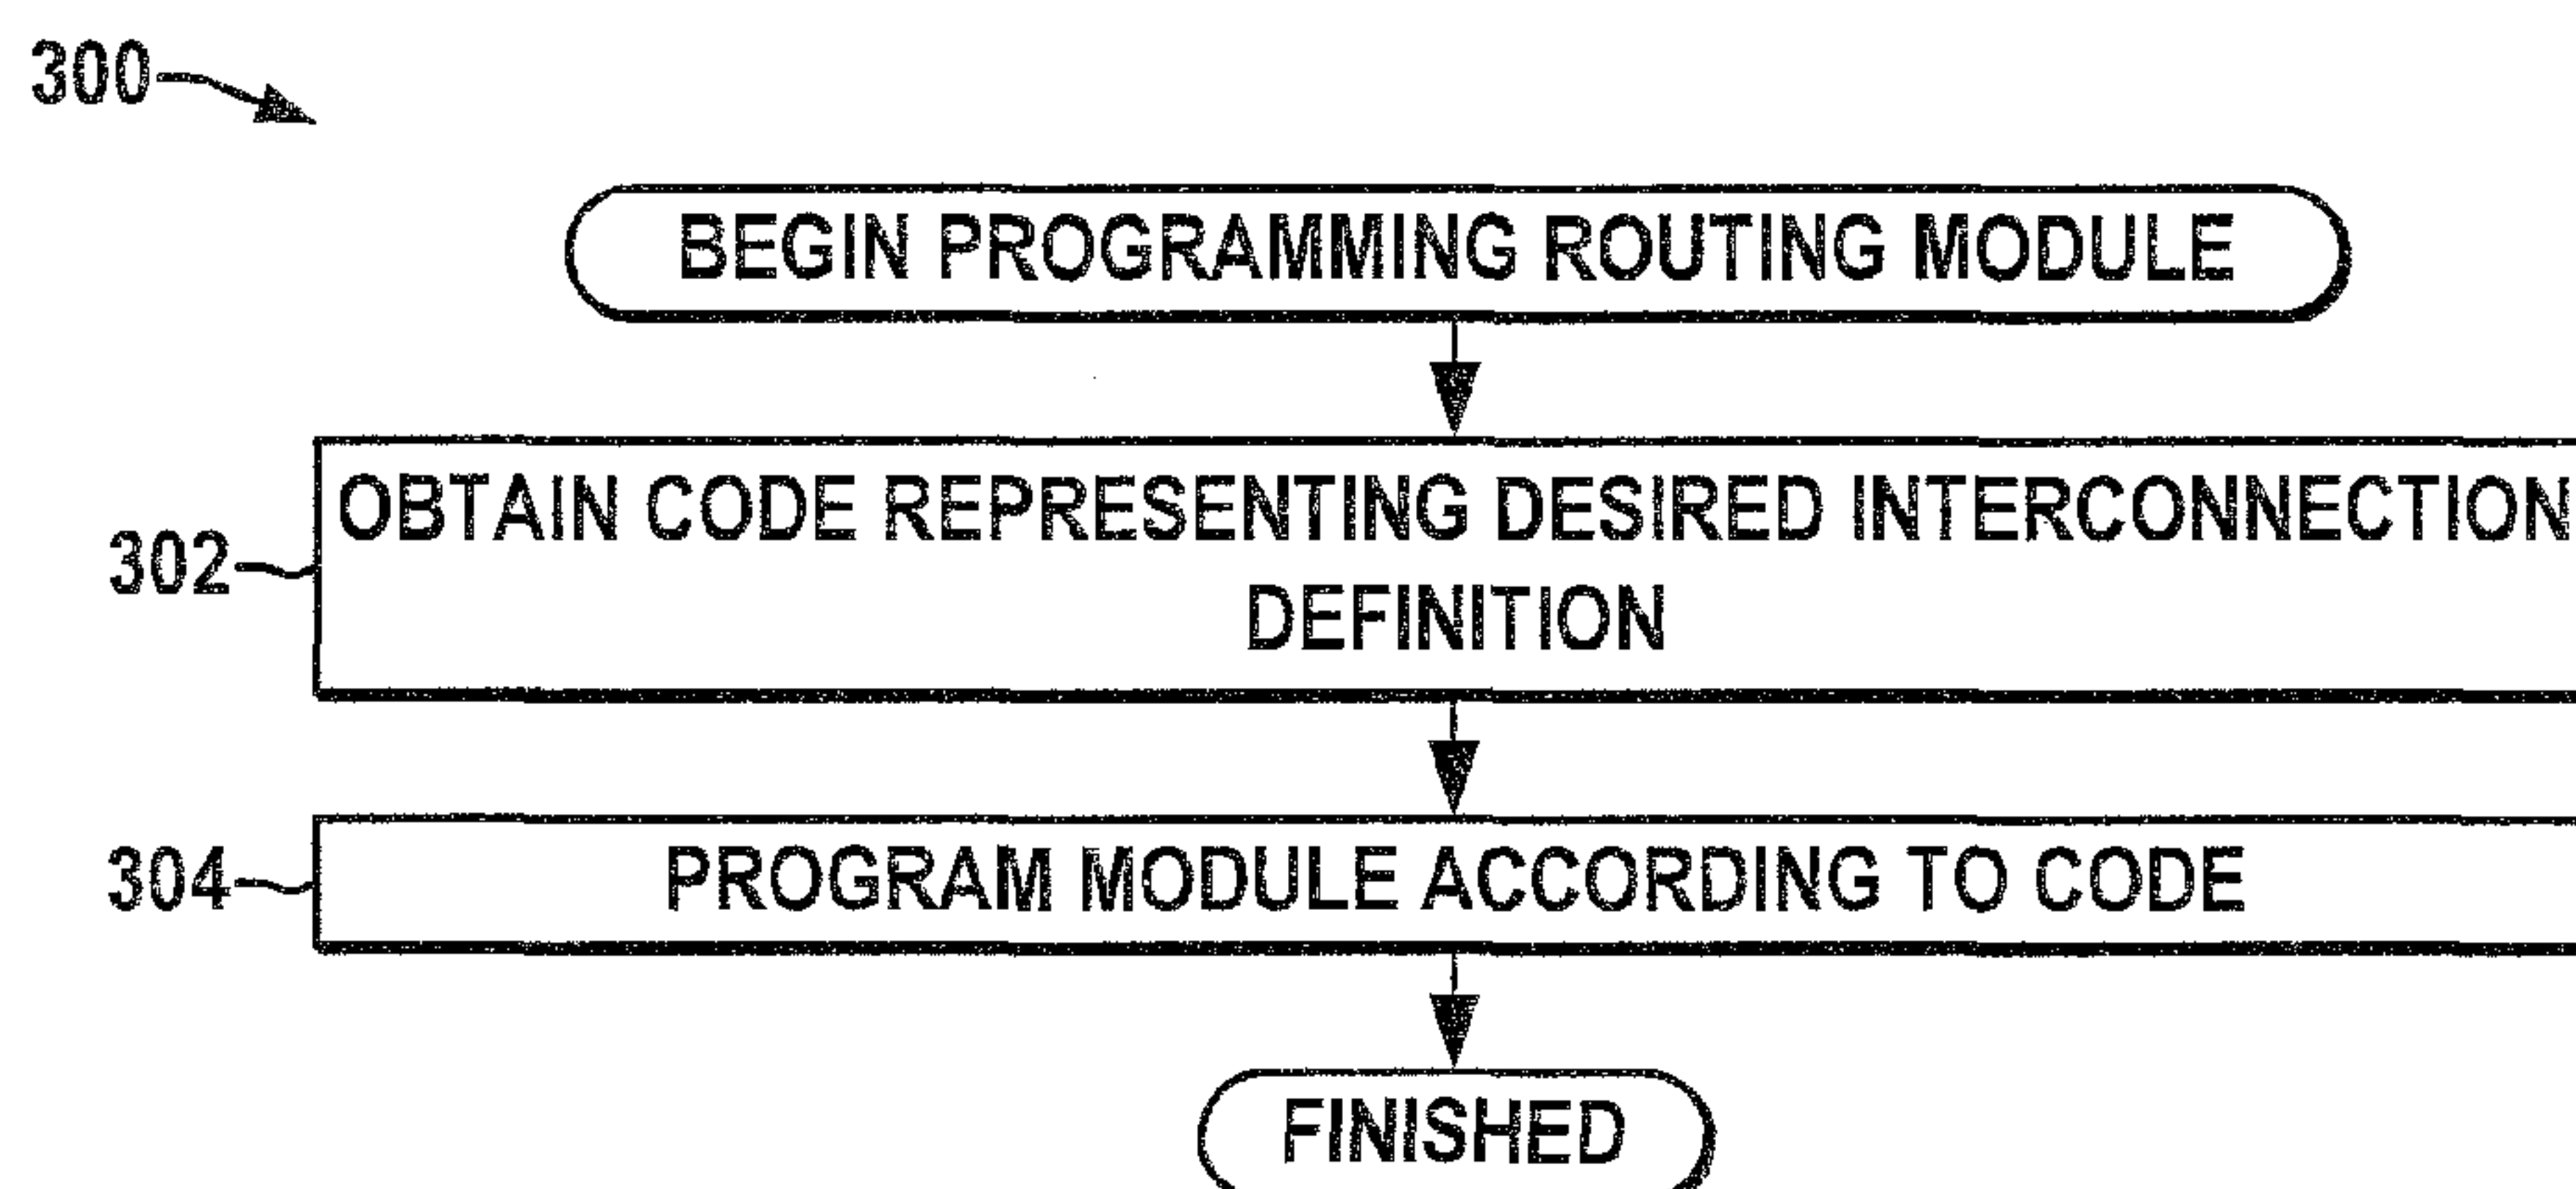 300
BEGIN PROGRAMMING ROUTING MODULE
302
OBTAIN CODE REPRESENTING DESIRED INTERCONNECTION
DEFINITION
304
PROGRAM MODULE ACCORDING TO CODE
FINISHED